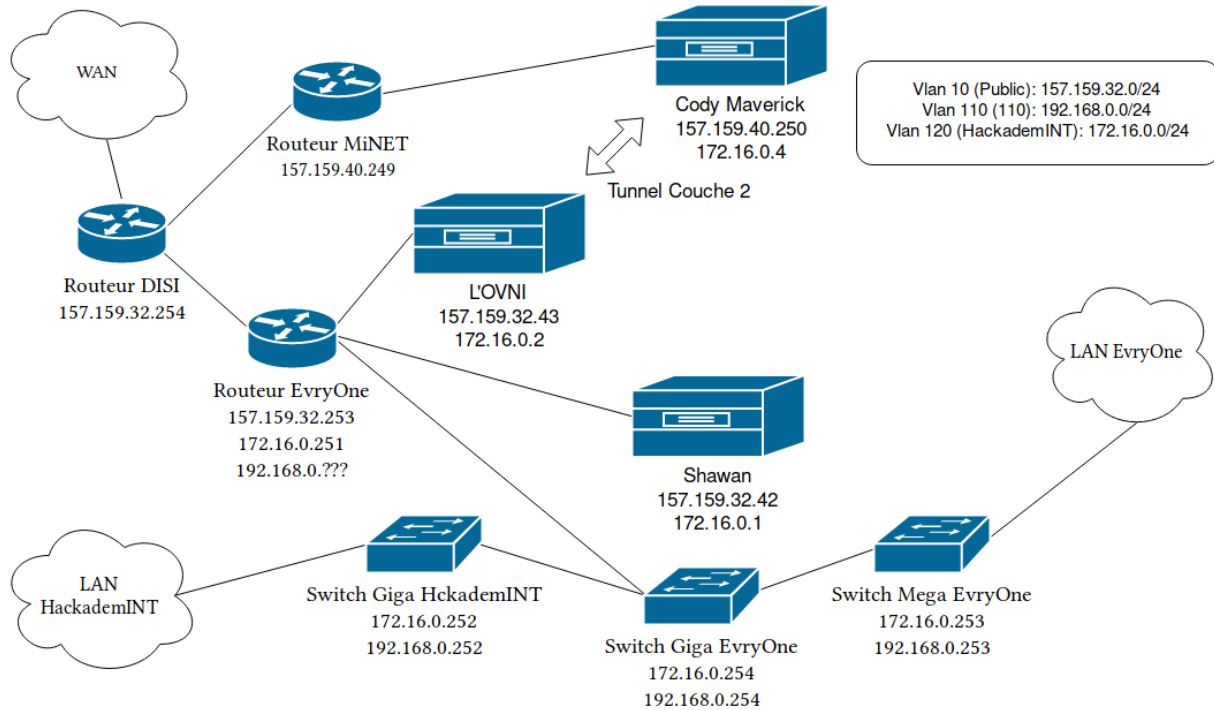 WAN
Routeur MiNET
157.159.40.249
Cody Maverick
157.159.40.250
172.16.0.4
Vlan 10 (Public): 157.159.32.0/24
Vlan 110 (110): 192.168.0.0/24
Vlan 120 (HackademINT): 172.16.0.0/24
Tunnel Couche 2
Routeur DISI
157.159.32.254
L'OVNI
157.159.32.43
172.16.0.2
Routeur EvryOne
157.159.32.253
172.16.0.251
192.168.0.???
LAN EvryOne
Shawan
157.159.32.42
172.16.0.1
LAN
HackademINT
Switch Giga HckademINT
172.16.0.252
192.168.0.252
Switch Giga EvryOne
172.16.0.254
192.168.0.254
Switch Mega EvryOne
172.16.0.253
192.168.0.253